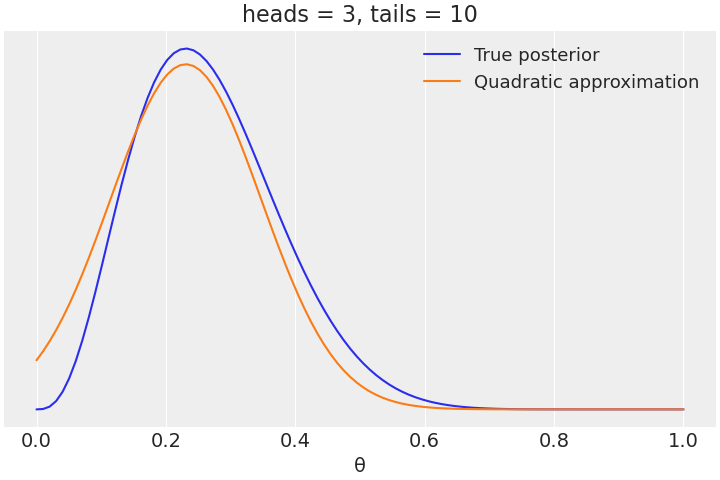 heads = 3, tails = 10
True posterior
Quadratic approximation
0.0 0.2 0.4 0.6 0.8 1.0
θ